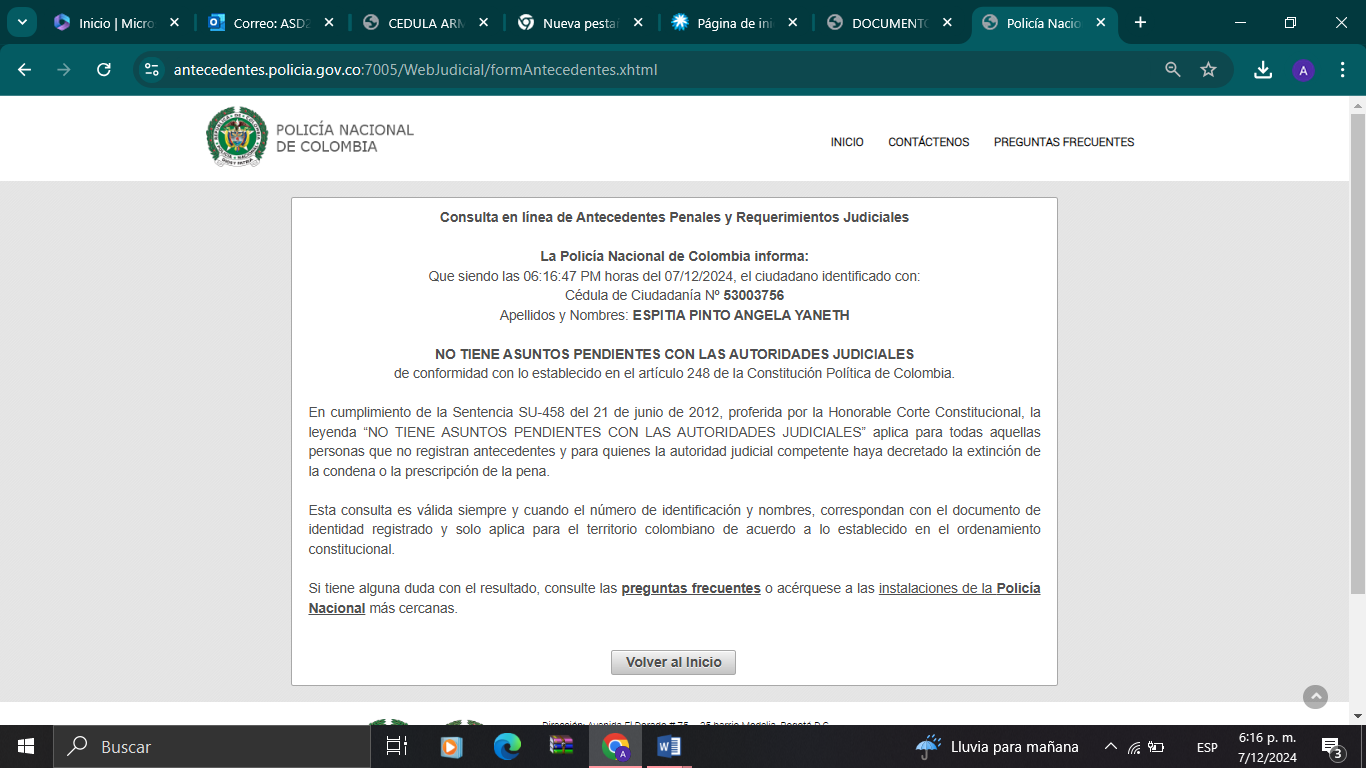 Inicio | Micro
Correo: ASD
CEDULA ARM
Nueva pestañ
Página de ini
DOCUMENTO
Policía Nacio
antecedentes.policia.gov.co:7005/WebJudicial/formAntecedentes.xhtml
A
POLICÍA NACIONAL
DE COLOMBIA
INICIO
CONTÁCTENOS
PREGUNTAS FRECUENTES
Consulta en línea de Antecedentes Penales y Requerimientos Judiciales
La Policía Nacional de Colombia informa:
Que siendo las 06:16:47 PM horas del 07/12/2024, el ciudadano identificado con:
Cédula de Ciudadanía Nº 53003756
Apellidos y Nombres: ESPITIA PINTO ANGELA YANETH
NO TIENE ASUNTOS PENDIENTES CON LAS AUTORIDADES JUDICIALES
de conformidad con lo establecido en el artículo 248 de la Constitución Política de Colombia.
En cumplimiento de la Sentencia SU-458 del 21 de junio de 2012, proferida por la Honorable Corte Constitucional, la
leyenda “NO TIENE ASUNTOS PENDIENTES CON LAS AUTORIDADES JUDICIALES” aplica para todas aquellas
personas que no registran antecedentes y para quienes la autoridad judicial competente haya decretado la extinción de
la condena o la prescripción de la pena.
Esta consulta es válida siempre y cuando el número de identificación y nombres, correspondan con el documento de
identidad registrado y solo aplica para el territorio colombiano de acuerdo a lo establecido en el ordenamiento
constitucional.
Si tiene alguna duda con el resultado, consulte las preguntas frecuentes o acérquese a las instalaciones de la Policía
Nacional más cercanas.
Volver al Inicio
Buscar
Lluvia para mañana
ESP
6:16 p. m.
7/12/2024
3